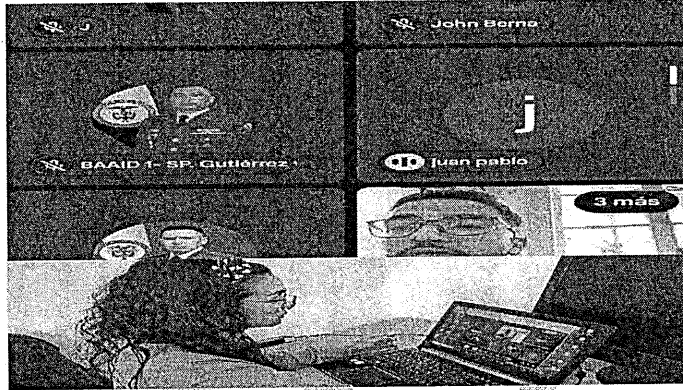 J
John Berna
BAAID 1- SP. Gutiérrez
j
juan pablo
3 más